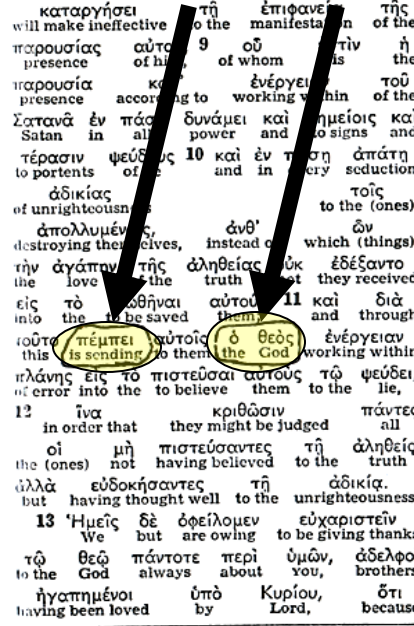 καταργήσει τῇ ἐπιφανείᾳ τῆς
will make ineffective to the manifestation of the
παρουσίας αὐτοῦ, 9 οὗ ἐστὶν ἡ
presence of him, of whom is the
παρουσία κατ' ἐνέργειαν τοῦ
presence according to working within of the
Σατανᾶ ἐν πάσῃ δυνάμει καὶ σημείοις καὶ
Satan in all power and to signs and
τέρασιν ψεύδους 10 καὶ ἐν πάσῃ ἀπάτῃ
to portents of lie and in every seduction
ἀδικίας τοῖς
of unrighteousness to the (ones)
ἀπολλυμένοις, ἀνθ' ὧν
destroying themselves, instead of which (things)
τὴν ἀγάπην τῆς ἀληθείας οὐκ ἐδέξαντο
the love of the truth not they received
εἰς τὸ σωθῆναι αὐτούς· 11 καὶ διὰ
into the to be saved them; and through
τοῦτο πέμπει αὐτοῖς ὁ θεὸς ἐνέργειαν
this is sending to them the God working within
πλάνης εἰς τὸ πιστεῦσαι αὐτοὺς τῷ ψεύδει,
of error into the to believe them to the lie,
12 ἵνα κριθῶσιν πάντες
in order that they might be judged all
οἱ μὴ πιστεύσαντες τῇ ἀληθείᾳ
the (ones) not having believed to the truth
ἀλλὰ εὐδοκήσαντες τῇ ἀδικίᾳ.
but having thought well to the unrighteousness.
13 Ἡμεῖς δὲ ὀφείλομεν εὐχαριστεῖν
We but are owing to be giving thanks
τῷ θεῷ πάντοτε περὶ ὑμῶν, ἀδελφοὶ
to the God always about you, brothers
ἠγαπημένοι ὑπὸ Κυρίου, ὅτι
having been loved by Lord, because